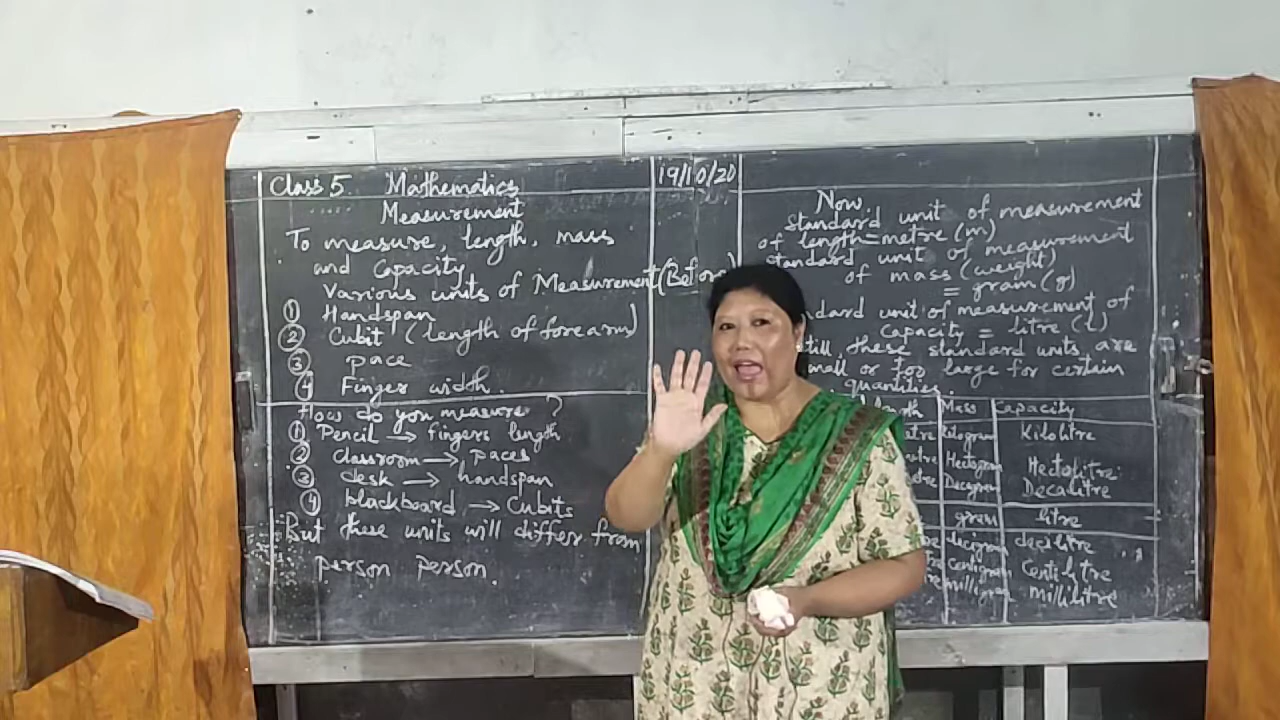 Class 5. Mathematics
19/10/20
Measurement
To measure, length, mass
and Capacity
Various units of Measurement (Before)
① Handspan
② Cubit (length of forearm)
③ pace
④ Finger width.
How do you measure?
① Pencil → fingers length
② Classroom → paces
③ desk → handspan
④ blackboard → Cubits
But these units will differ from
person person.
Now
Standard unit of measurement
of length = metre (m)
Standard unit of measurement
of mass (weight)
= gram (g)
unit of measurement of
Capacity = litre (l)
these standard units are
or too large for certain
quantities.
Mass Capacity
Kilogram Kilolitre
Hectogram Hectolitre
Decagram Decalitre
gram litre
decigram decilitre
Centigram Centilitre
milligram Millilitre